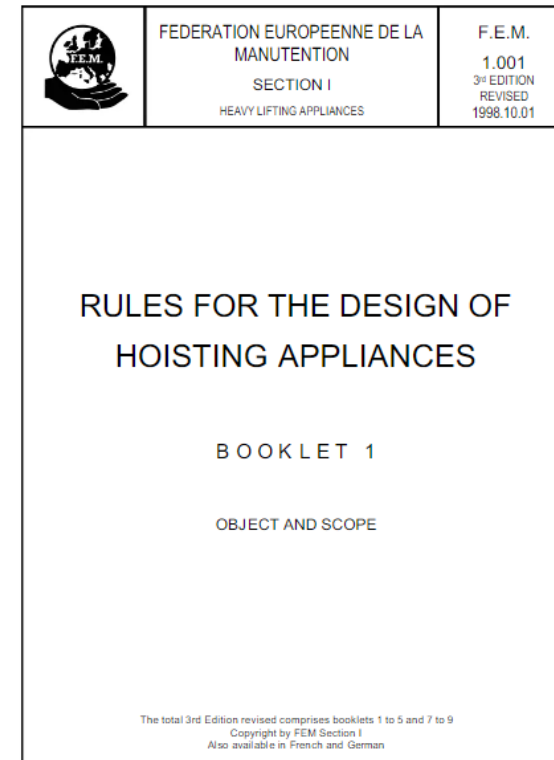 F.E.M.
FEDERATION EUROPEENNE DE LA
MANUTENTION
SECTION I
HEAVY LIFTING APPLIANCES
F.E.M.
1.001
3rd EDITION
REVISED
1998.10.01
RULES FOR THE DESIGN OF
HOISTING APPLIANCES
BOOKLET 1
OBJECT AND SCOPE
The total 3rd Edition revised comprises booklets 1 to 5 and 7 to 9
Copyright by FEM Section I
Also available in French and German